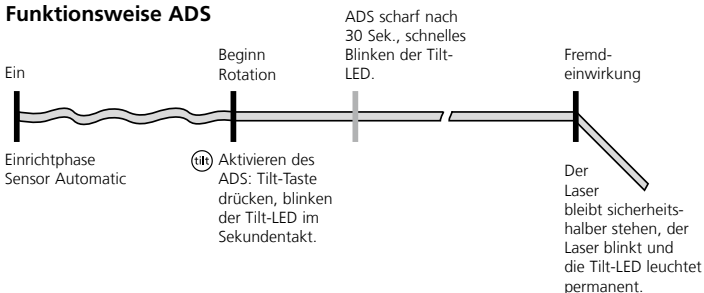 Funktionsweise ADS
Ein
Einrichtphase
Sensor Automatic
Beginn
Rotation
tilt Aktivieren des
ADS: Tilt-Taste
drücken, blinken
der Tilt-LED im
Sekundentakt.
ADS scharf nach
30 Sek., schnelles
Blinken der Tilt-
LED.
Fremd-
einwirkung
Der
Laser
bleibt sicherheits-
halber stehen, der
Laser blinkt und
die Tilt-LED leuchtet
permanent.